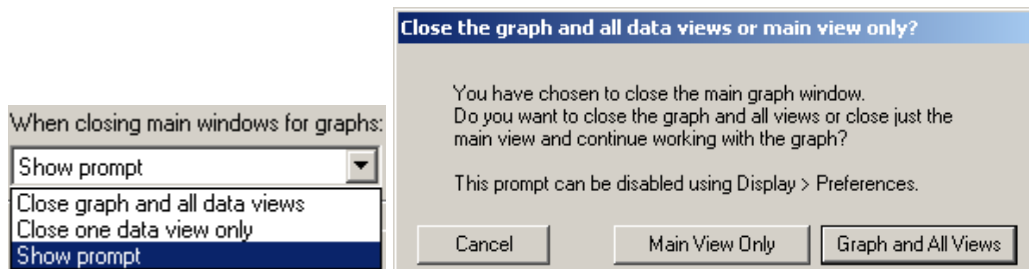 When closing main windows for graphs:
Show prompt
Close graph and all data views
Close one data view only
Show prompt
Close the graph and all data views or main view only?
You have chosen to close the main graph window.
Do you want to close the graph and all views or close just the
main view and continue working with the graph?
This prompt can be disabled using Display > Preferences.
Cancel
Main View Only
Graph and All Views